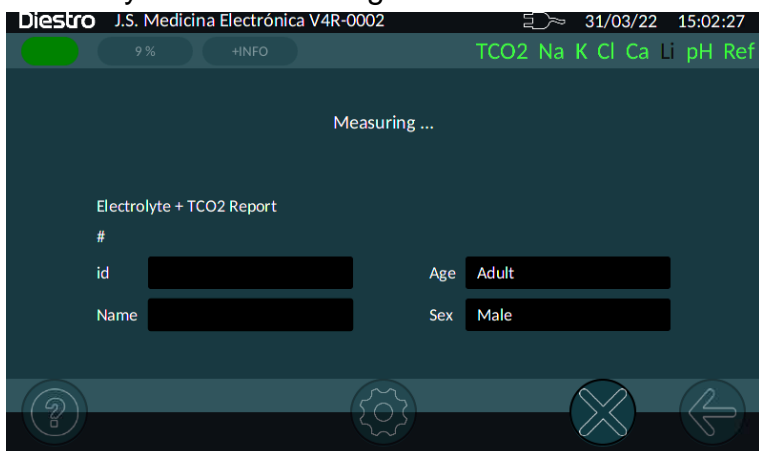 Diestro J.S. Medicina Electrónica V4R-0002 31/03/22 15:02:27
9 % +INFO TCO2 Na K Cl Ca Li pH Ref
Measuring ...
Electrolyte + TCO2 Report
#
id Age Adult
Name Sex Male
?